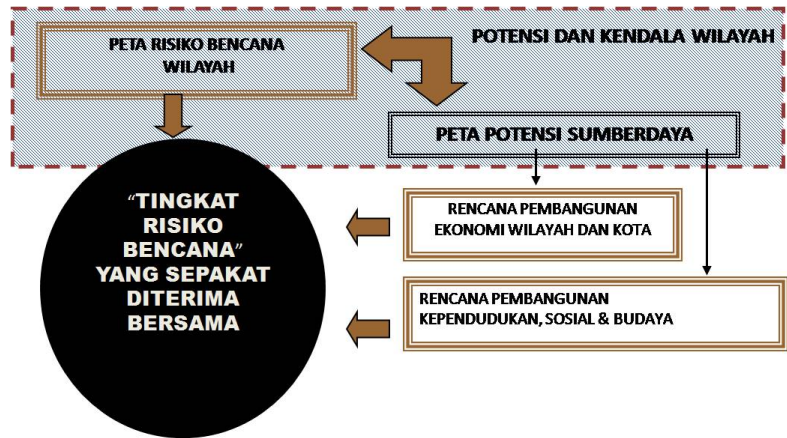 PETA RISIKO BENCANA
WILAYAH
POTENSI DAN KENDALA WILAYAH
PETA POTENSI SUMBERDAYA
“TINGKAT
RISIKO
BENCANA”
YANG SEPAKAT
DITERIMA
BERSAMA
RENCANA PEMBANGUNAN
EKONOMI WILAYAH DAN KOTA
RENCANA PEMBANGUNAN
KEPENDUDUKAN, SOSIAL & BUDAYA